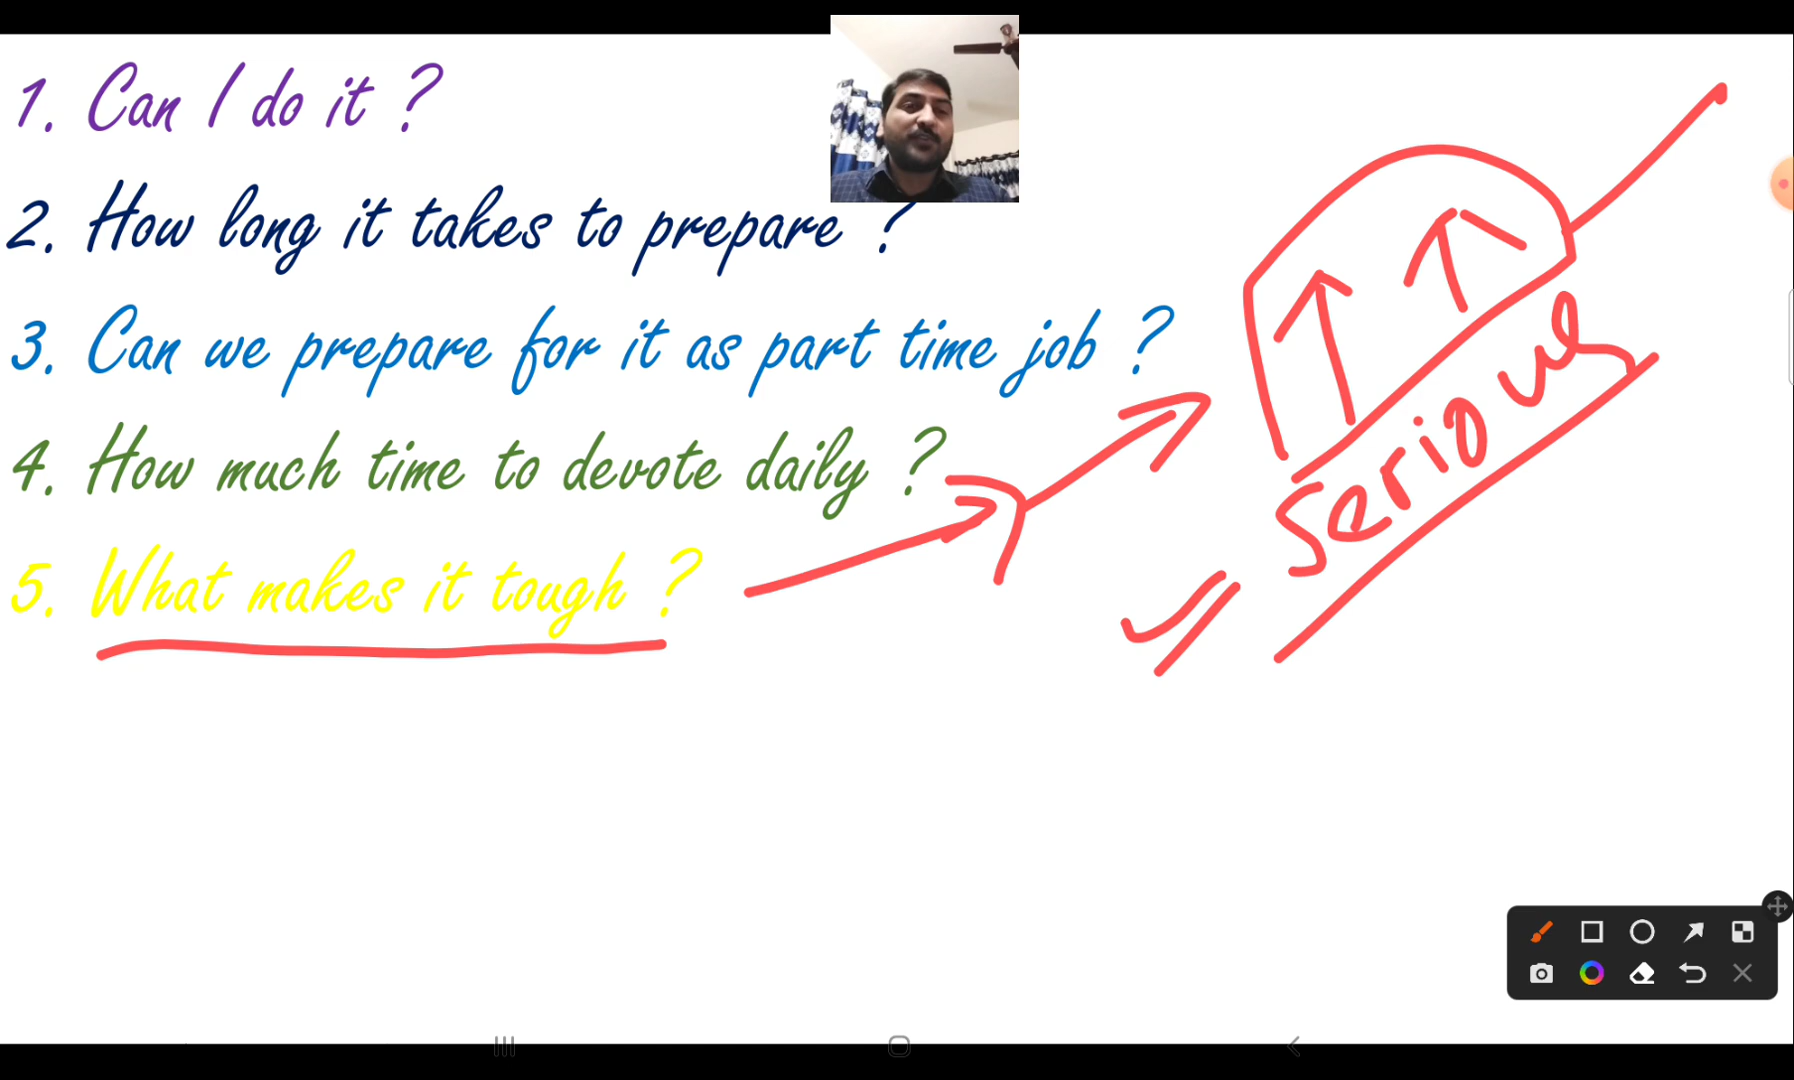 1. Can I do it ?
2. How long it takes to prepare ?
3. Can we prepare for it as part time job ?
4. How much time to devote daily ?
5. What makes it tough ?
Serious